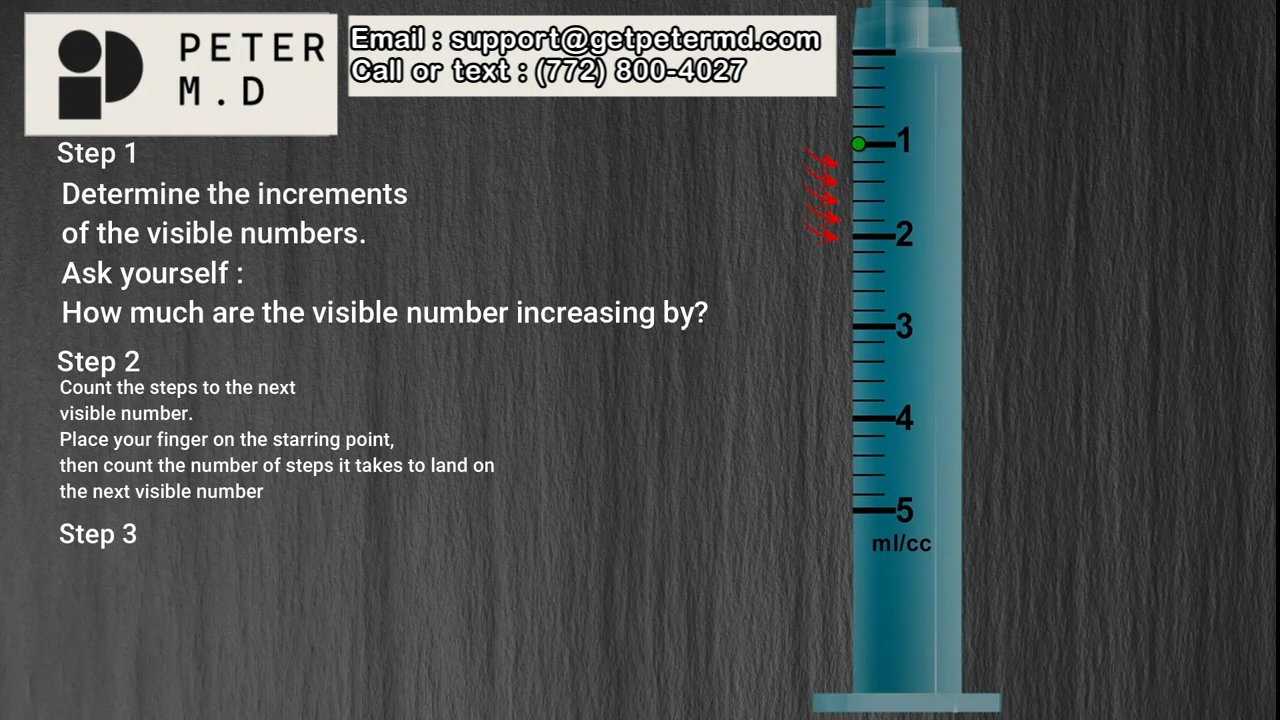 PETER
M.D
Email : support@getpetermd.com
Call or text : (772) 800-4027
Step 1
Determine the increments
of the visible numbers.
Ask yourself :
How much are the visible number increasing by?
Step 2
Count the steps to the next
visible number.
Place your finger on the starring point,
then count the number of steps it takes to land on
the next visible number
Step 3
1
2
3
4
5
ml/cc